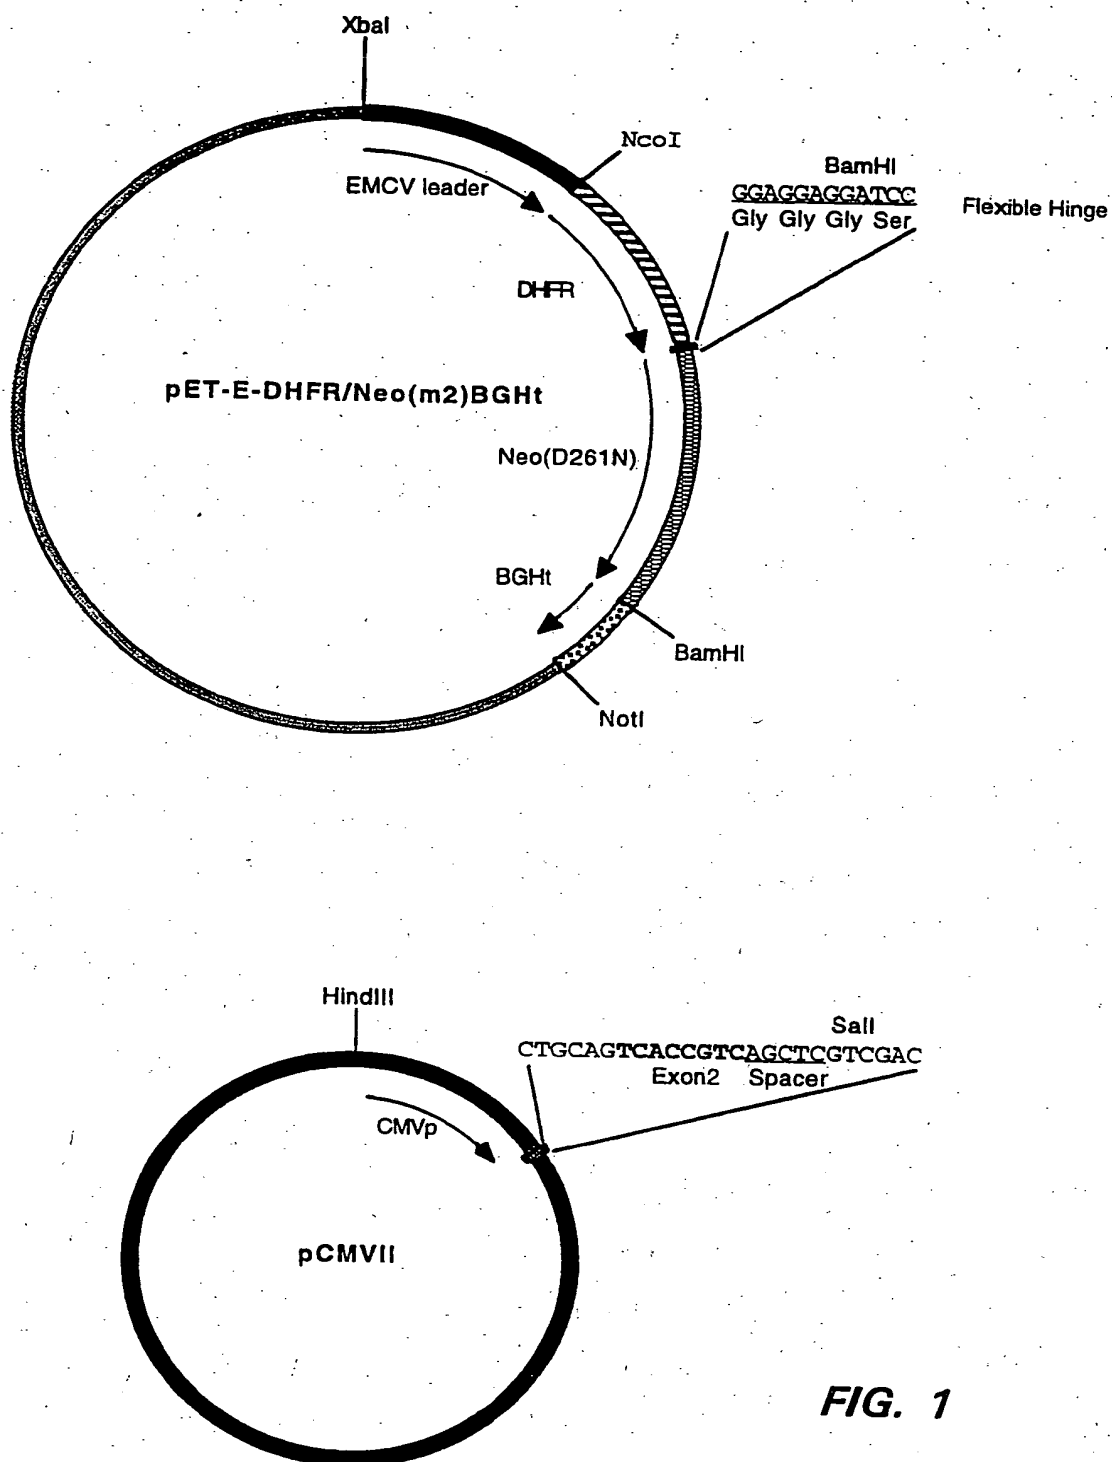 XbaI
NcoI
EMCV leader
BamHI
GGAGGAGGATCC
Flexible Hinge
Gly Gly Gly Ser
DHFR
pET-E-DHFR/Neo(m2)BGHt
Neo(D261N)
BGHt
BamHI
NotI
HindIII
SalI
CTGCAGTCACCGTCAGCTCGTCGAC
Exon2 Spacer
CMVp
pCMVII
FIG. 1